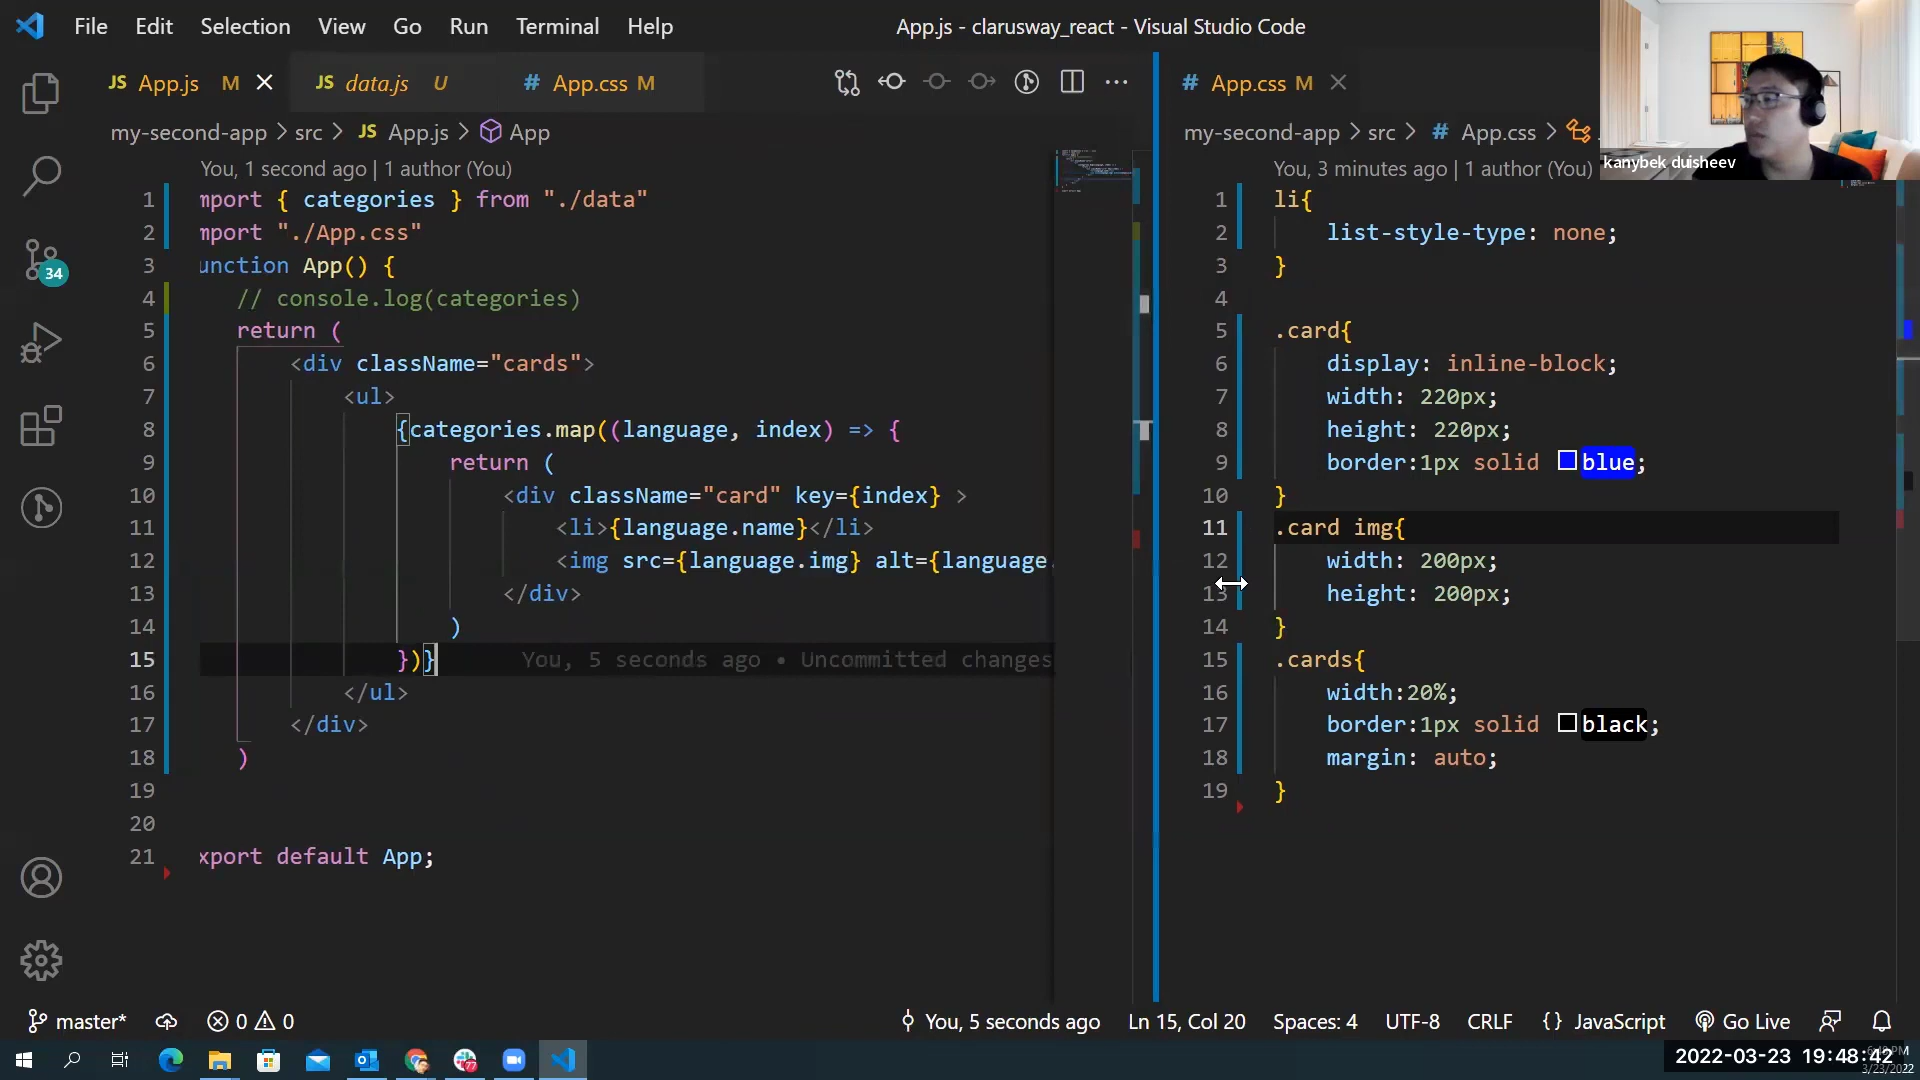 File Edit Selection View Go Run Terminal Help
App.js - clarusway_react - Visual Studio Code
JS App.js M
JS data.js U
# App.css M
my-second-app > src > JS App.js > App
You, 1 second ago | 1 author (You)
1 mport { categories } from "./data"
2 mport "./App.css"
3 unction App() {
4 // console.log(categories)
5 return (
6 <div className="cards">
7 <ul>
8 {categories.map((language, index) => {
9 return (
10 <div className="card" key={index} >
11 <li>{language.name}</li>
12 <img src={language.img} alt={language.
13 </div>
14 )
15 })} You, 5 seconds ago • Uncommitted changes
16 </ul>
17 </div>
18 )
19
20
21 xport default App;
# App.css M
my-second-app > src > # App.css >
You, 3 minutes ago | 1 author (You)
1 li{
2 list-style-type: none;
3 }
4
5 .card{
6 display: inline-block;
7 width: 220px;
8 height: 220px;
9 border:1px solid blue;
10 }
11 .card img{
12 width: 200px;
13 height: 200px;
14 }
15 .cards{
16 width:20%;
17 border:1px solid black;
18 margin: auto;
19 }
kanybek duisheev
34
master* 0 0 You, 5 seconds ago Ln 15, Col 20 Spaces: 4 UTF-8 CRLF {} JavaScript Go Live
77
2022-03-23 19:48:42